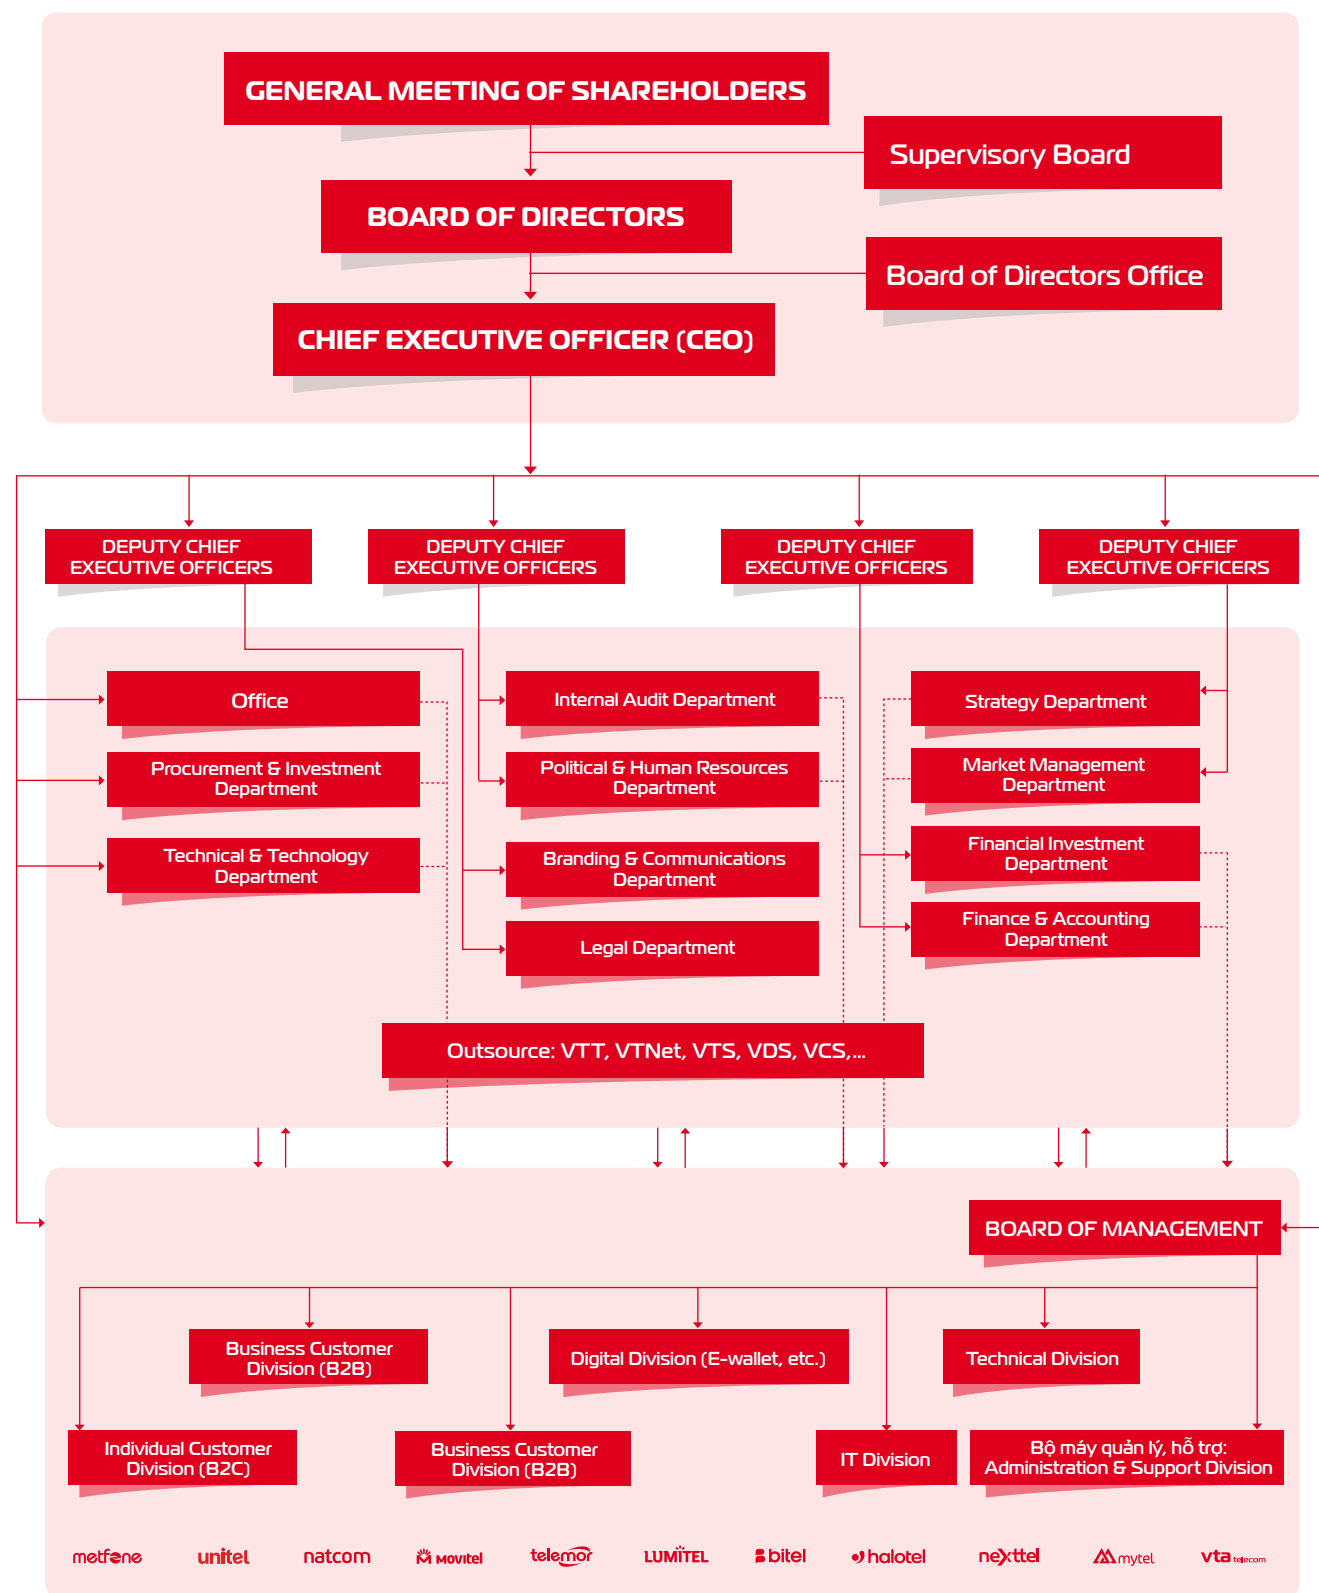 GENERAL MEETING OF SHAREHOLDERS
Supervisory Board
BOARD OF DIRECTORS
Board of Directors Office
CHIEF EXECUTIVE OFFICER (CEO)
DEPUTY CHIEF
EXECUTIVE OFFICERS
DEPUTY CHIEF
EXECUTIVE OFFICERS
DEPUTY CHIEF
EXECUTIVE OFFICERS
DEPUTY CHIEF
EXECUTIVE OFFICERS
Office
Procurement & Investment
Department
Technical & Technology
Department
Internal Audit Department
Political & Human Resources
Department
Branding & Communications
Department
Legal Department
Strategy Department
Market Management
Department
Financial Investment
Department
Finance & Accounting
Department
Outsource: VTT, VTNet, VTS, VDS, VCS,...
BOARD OF MANAGEMENT
Business Customer
Division (B2B)
Digital Division (E-wallet, etc.)
Technical Division
Individual Customer
Division (B2C)
Business Customer
Division (B2B)
IT Division
Bộ máy quản lý, hỗ trợ:
Administration & Support Division
metfone
unitel
natcom
MOVITEL
telemor
LUMITEL
bitel
halotel
nexttel
mytel
vta telecom